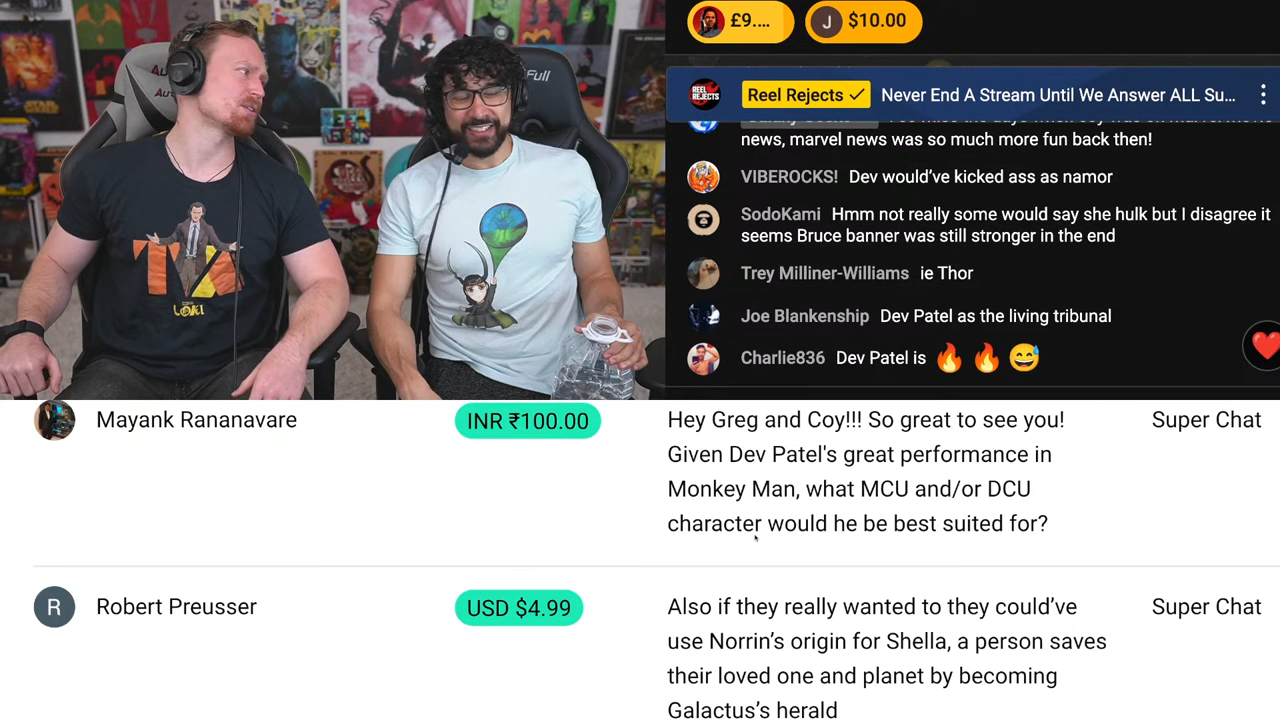 Full
TVA
LOKI
£9....
J
$10.00
REEL REJECTS
Reel Rejects
Never End A Stream Until We Answer ALL Su...
news, marvel news was so much more fun back then!
VIBEROCKS! Dev would've kicked ass as namor
SodoKami Hmm not really some would say she hulk but I disagree it
seems Bruce banner was still stronger in the end
Trey Milliner-Williams ie Thor
Joe Blankenship Dev Patel as the living tribunal
Charlie836 Dev Patel is 🔥 🔥 😅
Mayank Rananavare
INR ₹100.00
Hey Greg and Coy!!! So great to see you!
Given Dev Patel's great performance in
Monkey Man, what MCU and/or DCU
character would he be best suited for?
Super Chat
R
Robert Preusser
USD $4.99
Also if they really wanted to they could've
use Norrin's origin for Shella, a person saves
their loved one and planet by becoming
Galactus's herald
Super Chat